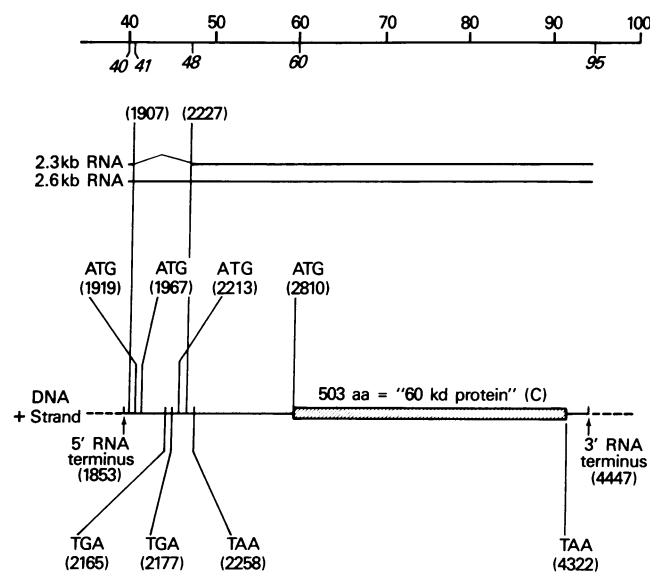 40 50 60 70 80 90 100
40 41 48 60 95
(1907) (2227)
2.3kb RNA
2.6kb RNA
ATG ATG ATG ATG
(1919) (1967) (2213) (2810)
DNA
+ Strand
503 aa = "60 kd protein" (C)
5' RNA
terminus
(1853)
3' RNA
terminus
(4447)
TGA TGA TAA TAA
(2165) (2177) (2258) (4322)